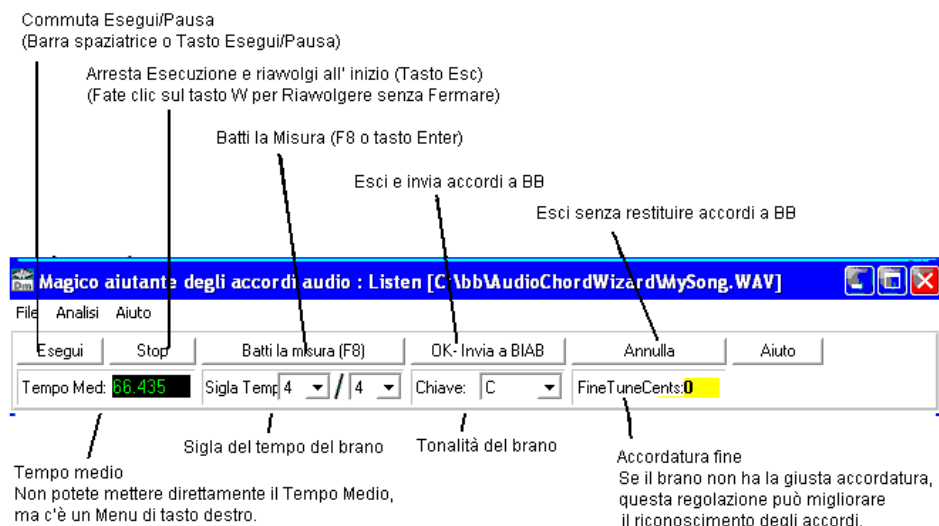 Commuta Esegui/Pausa
(Barra spaziatrice o Tasto Esegui/Pausa)
Arresta Esecuzione e riavvolgi all' inizio (Tasto Esc)
(Fate clic sul tasto W per Riavvolgere senza Fermare)
Batti la Misura (F8 o tasto Enter)
Esci e invia accordi a BB
Esci senza restituire accordi a BB
Magico aiutante degli accordi audio : Listen [C:\bb\AudioChordWizard\MySong.WAV]
File Analisi Aiuto
Esegui Stop Batti la misura (F8) OK- Invia a BIAB Annulla Aiuto
Tempo Med: 66.435 Sigla Temp 4 / 4 Chiave: C FineTuneCents: 0
Sigla del tempo del brano
Tonalità del brano
Tempo medio
Non potete mettere direttamente il Tempo Medio,
ma c'è un Menu di tasto destro.
Accordatura fine
Se il brano non ha la giusta accordatura,
questa regolazione può migliorare
il riconoscimento degli accordi.